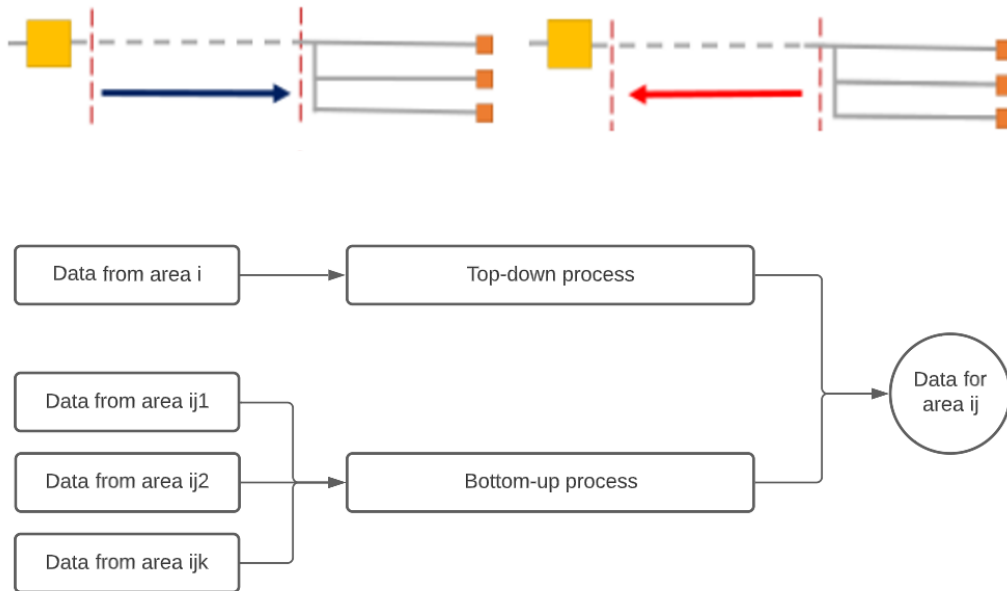 Data from area i
Top-down process
Data from area ij1
Data for
area ij
Data from area ij2
Bottom-up process
Data from area ijk